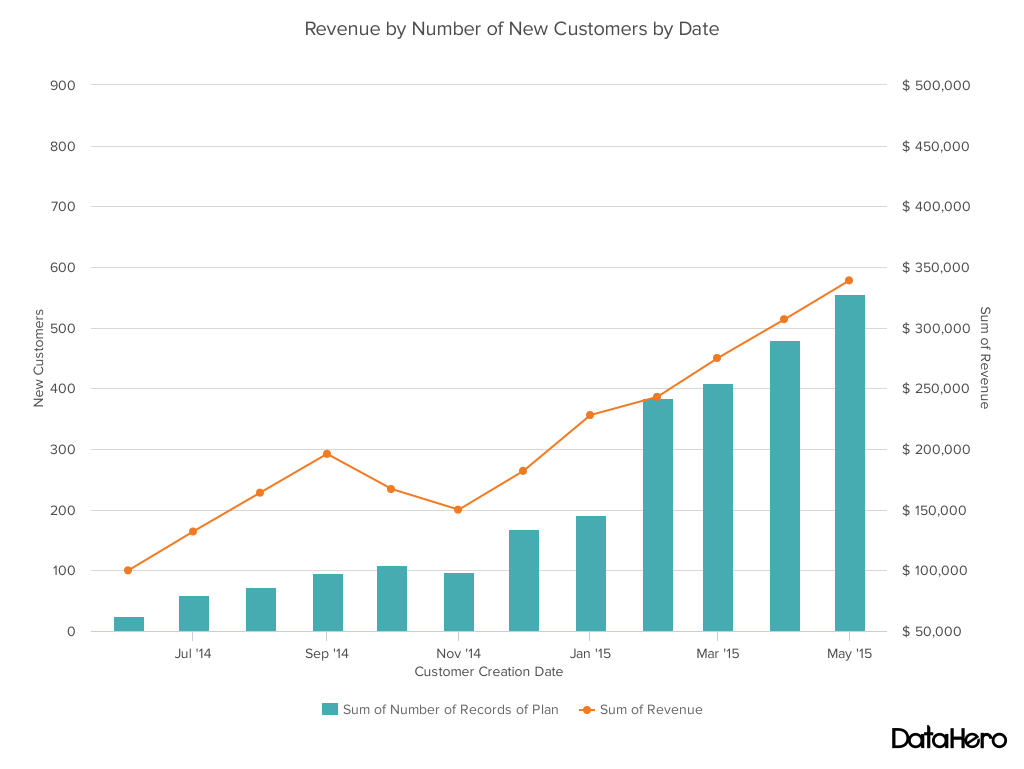 Revenue by Number of New Customers by Date
900
800
700
600
500
400
300
200
100
0
New Customers
$ 500,000
$ 450,000
$ 400,000
$ 350,000
$ 300,000
$ 250,000
$ 200,000
$ 150,000
$ 100,000
$ 50,000
Sum of Revenue
Jul '14 Sep '14 Nov '14 Jan '15 Mar '15 May '15
Customer Creation Date
Sum of Number of Records of Plan Sum of Revenue
DataHero